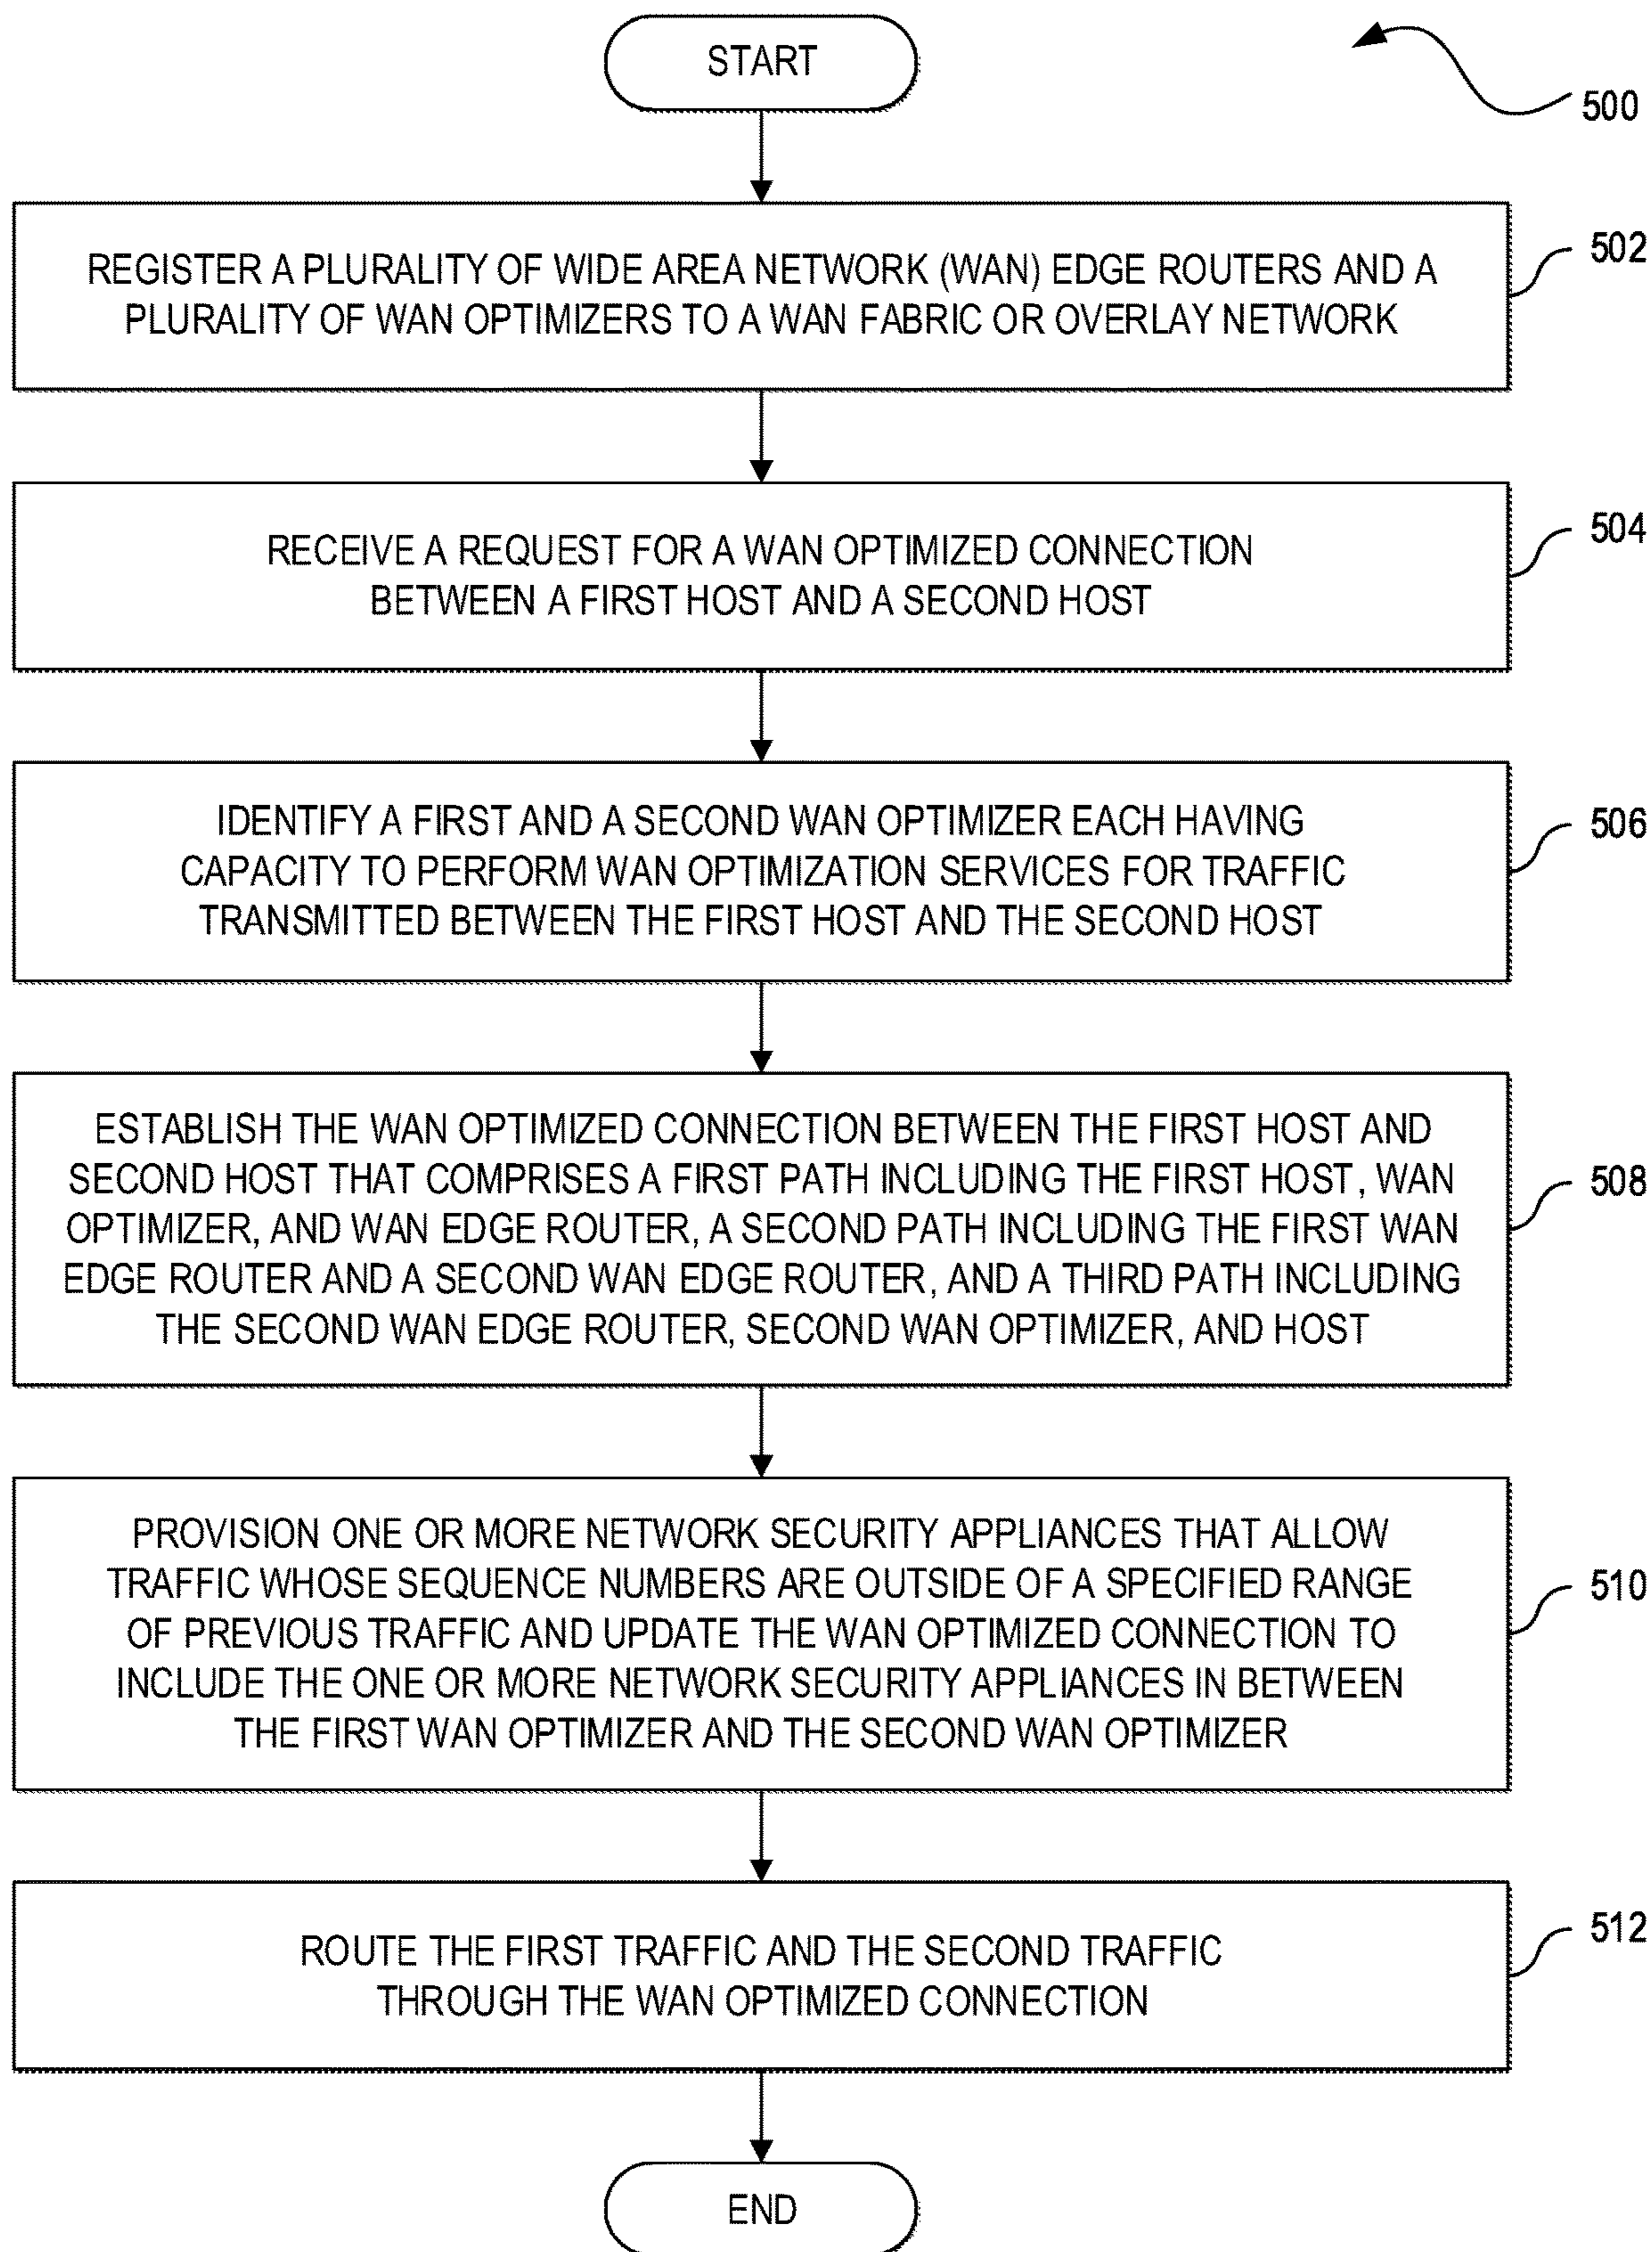 START
500
REGISTER A PLURALITY OF WIDE AREA NETWORK (WAN) EDGE ROUTERS AND A
PLURALITY OF WAN OPTIMIZERS TO A WAN FABRIC OR OVERLAY NETWORK
502
RECEIVE A REQUEST FOR A WAN OPTIMIZED CONNECTION
BETWEEN A FIRST HOST AND A SECOND HOST
504
IDENTIFY A FIRST AND A SECOND WAN OPTIMIZER EACH HAVING
CAPACITY TO PERFORM WAN OPTIMIZATION SERVICES FOR TRAFFIC
TRANSMITTED BETWEEN THE FIRST HOST AND THE SECOND HOST
506
ESTABLISH THE WAN OPTIMIZED CONNECTION BETWEEN THE FIRST HOST AND
SECOND HOST THAT COMPRISES A FIRST PATH INCLUDING THE FIRST HOST, WAN
OPTIMIZER, AND WAN EDGE ROUTER, A SECOND PATH INCLUDING THE FIRST WAN
EDGE ROUTER AND A SECOND WAN EDGE ROUTER, AND A THIRD PATH INCLUDING
THE SECOND WAN EDGE ROUTER, SECOND WAN OPTIMIZER, AND HOST
508
PROVISION ONE OR MORE NETWORK SECURITY APPLIANCES THAT ALLOW
TRAFFIC WHOSE SEQUENCE NUMBERS ARE OUTSIDE OF A SPECIFIED RANGE
OF PREVIOUS TRAFFIC AND UPDATE THE WAN OPTIMIZED CONNECTION TO
INCLUDE THE ONE OR MORE NETWORK SECURITY APPLIANCES IN BETWEEN
THE FIRST WAN OPTIMIZER AND THE SECOND WAN OPTIMIZER
510
ROUTE THE FIRST TRAFFIC AND THE SECOND TRAFFIC
THROUGH THE WAN OPTIMIZED CONNECTION
512
END